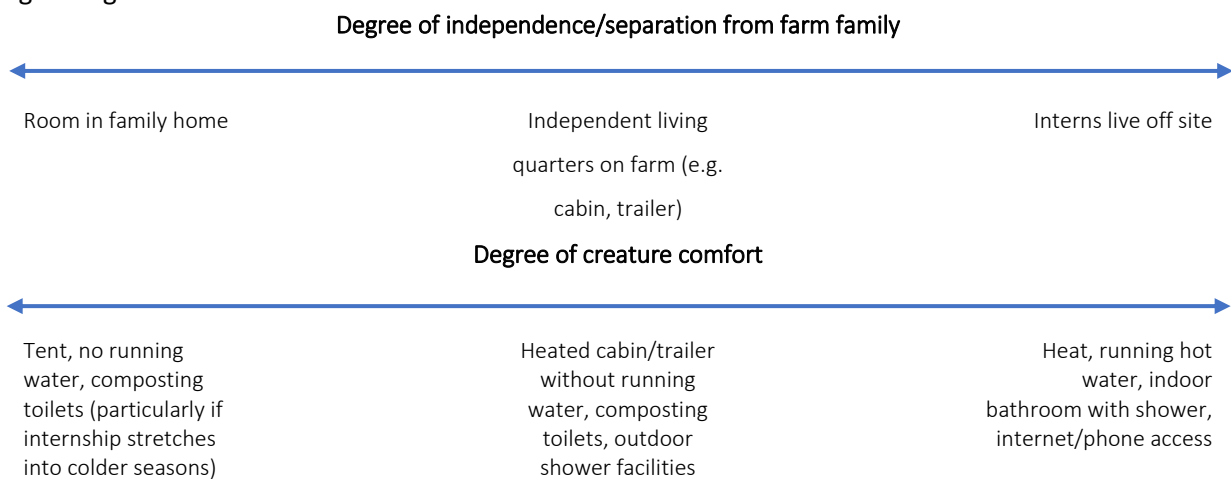 Degree of independence/separation from farm family
Room in family home
Independent living
quarters on farm (e.g.
cabin, trailer)
Interns live off site
Degree of creature comfort
Tent, no running
water, composting
toilets (particularly if
internship stretches
into colder seasons)
Heated cabin/trailer
without running
water, composting
toilets, outdoor
shower facilities
Heat, running hot
water, indoor
bathroom with shower,
internet/phone access